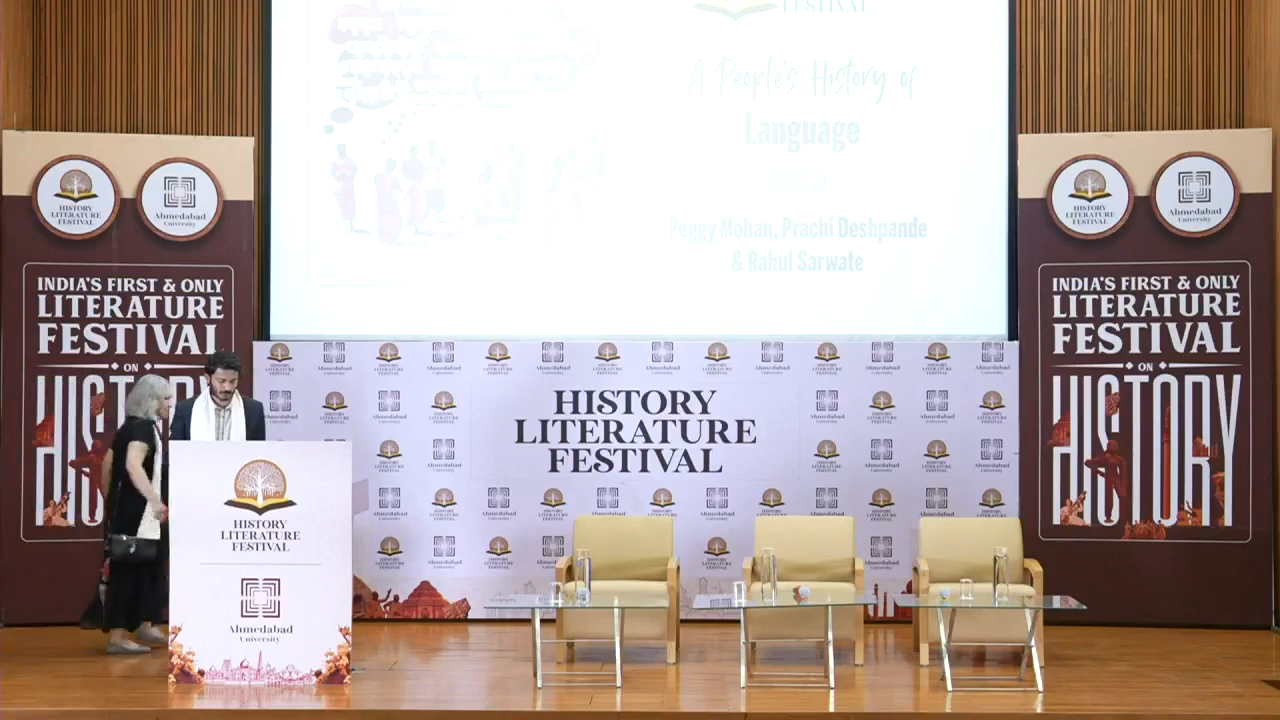 FESTIVAL
A People's History of
Language
Peggy Mohan, Prachi Deshpande
& Rahul Sarwate
HISTORY
LITERATURE
FESTIVAL
Ahmedabad
University
INDIA'S FIRST & ONLY
LITERATURE
FESTIVAL
ON
HISTORY
HISTORY
LITERATURE
FESTIVAL
HISTORY
LITERATURE
FESTIVAL
Ahmedabad
University
HISTORY
LITERATURE
FESTIVAL
Ahmedabad
University
INDIA'S FIRST & ONLY
LITERATURE
FESTIVAL
ON
HISTORY